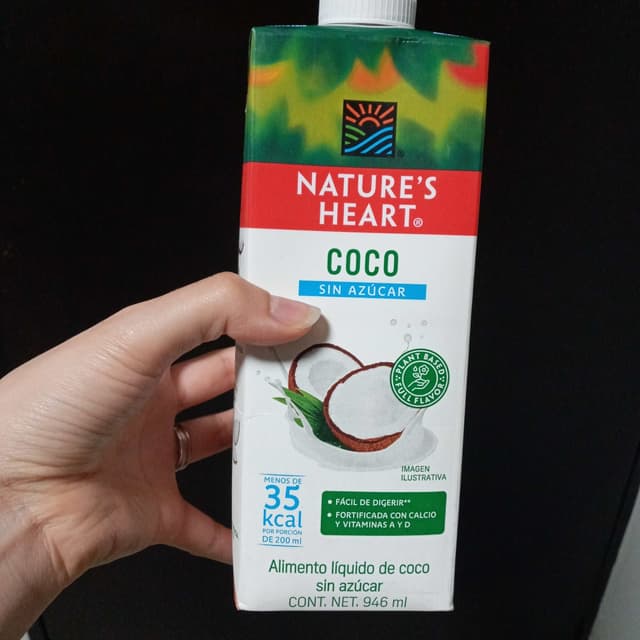 NATURE'S
HEART®
COCO
SIN AZÚCAR
PLANT BASED
FULL FLAVOR
IMAGEN
ILUSTRATIVA
MENOS DE
35
kcal
POR PORCIÓN
DE 200 ml
• FÁCIL DE DIGERIR**
• FORTIFICADA CON CALCIO
Y VITAMINAS A Y D
Alimento líquido de coco
sin azúcar
CONT. NET. 946 ml